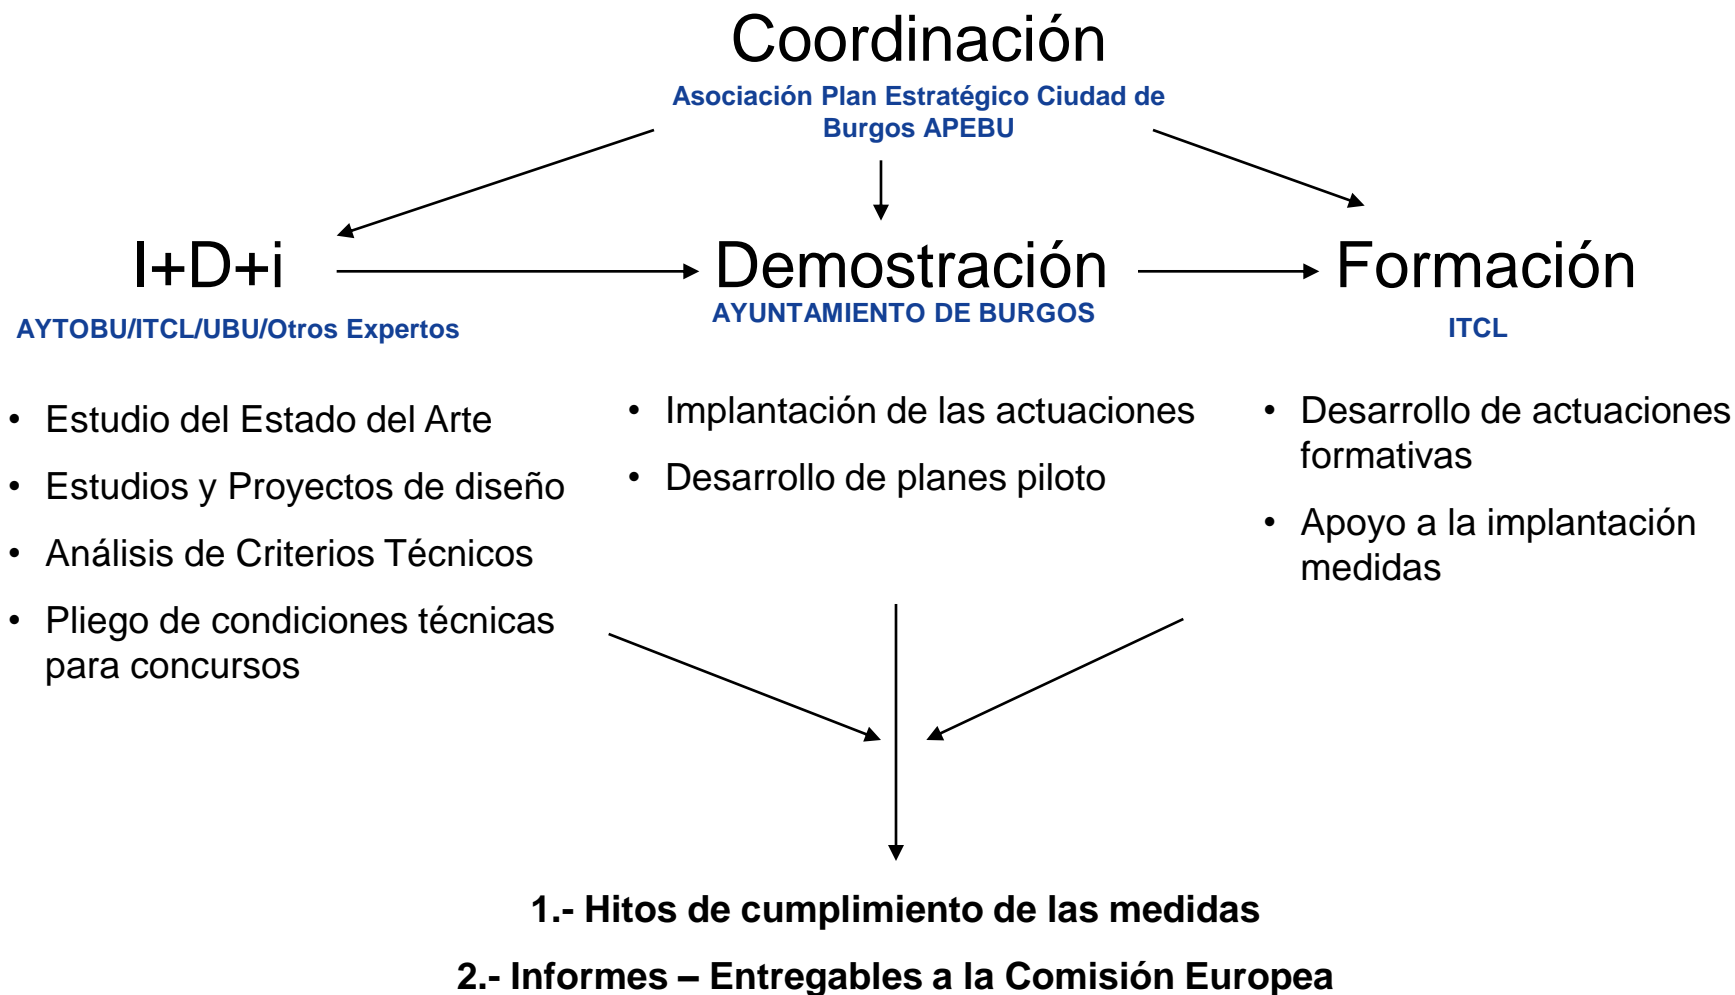 Coordinación
Asociación Plan Estratégico Ciudad de
Burgos APEBU
I+D+i
AYTOBU/ITCL/UBU/Otros Expertos
• Estudio del Estado del Arte
• Estudios y Proyectos de diseño
• Análisis de Criterios Técnicos
• Pliego de condiciones técnicas
para concursos
Demostración
AYUNTAMIENTO DE BURGOS
• Implantación de las actuaciones
• Desarrollo de planes piloto
Formación
ITCL
• Desarrollo de actuaciones
formativas
• Apoyo a la implantación
medidas
1.- Hitos de cumplimiento de las medidas
2.- Informes – Entregables a la Comisión Europea